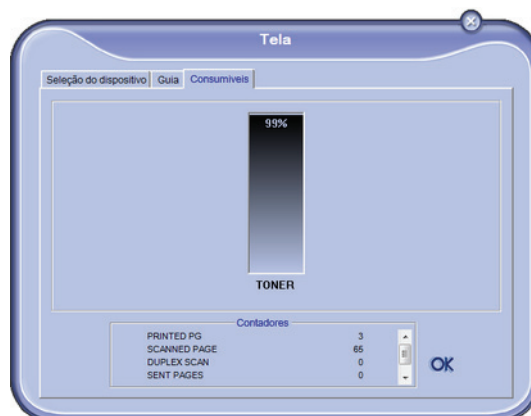 Tela
Seleção do dispositivo Guia Consumíveis
99%
TONER
Contadores
PRINTED PG 3
SCANNED PAGE 65
DUPLEX SCAN 0
SENT PAGES 0
OK